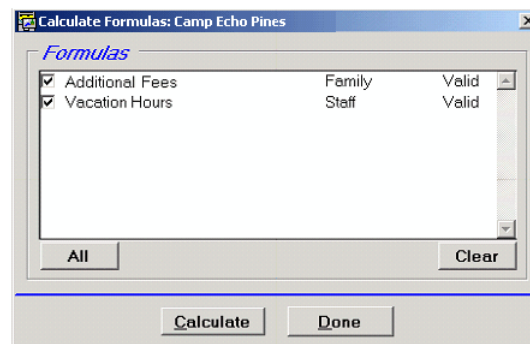 Calculate Formulas: Camp Echo Pines
Formulas
Additional Fees Family Valid
Vacation Hours Staff Valid
All Clear
Calculate Done